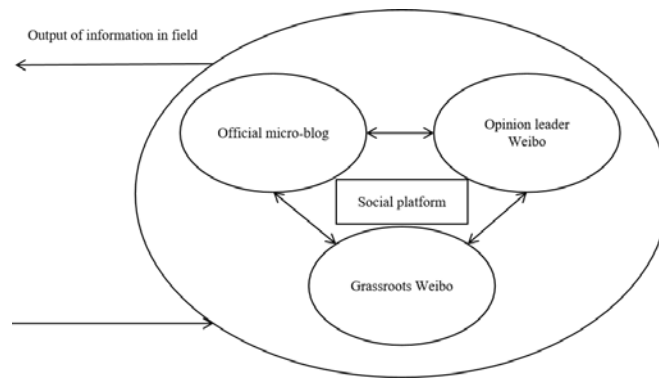 Output of information in field
Official micro-blog
Opinion leader
Weibo
Social platform
Grassroots Weibo